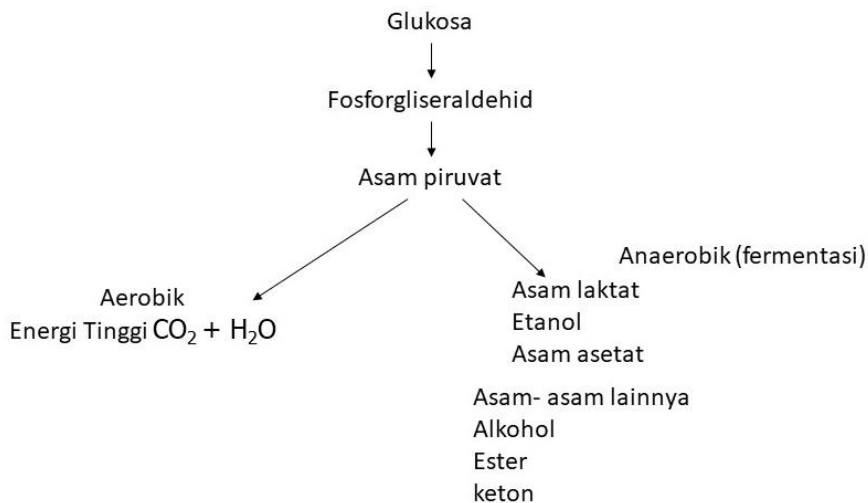 Glukosa
Fosforgliseraldehid
Asam piruvat
Aerobik
Energi Tinggi CO₂ + H₂O
Anaerobik (fermentasi)
Asam laktat
Etanol
Asam asetat
Asam- asam lainnya
Alkohol
Ester
keton